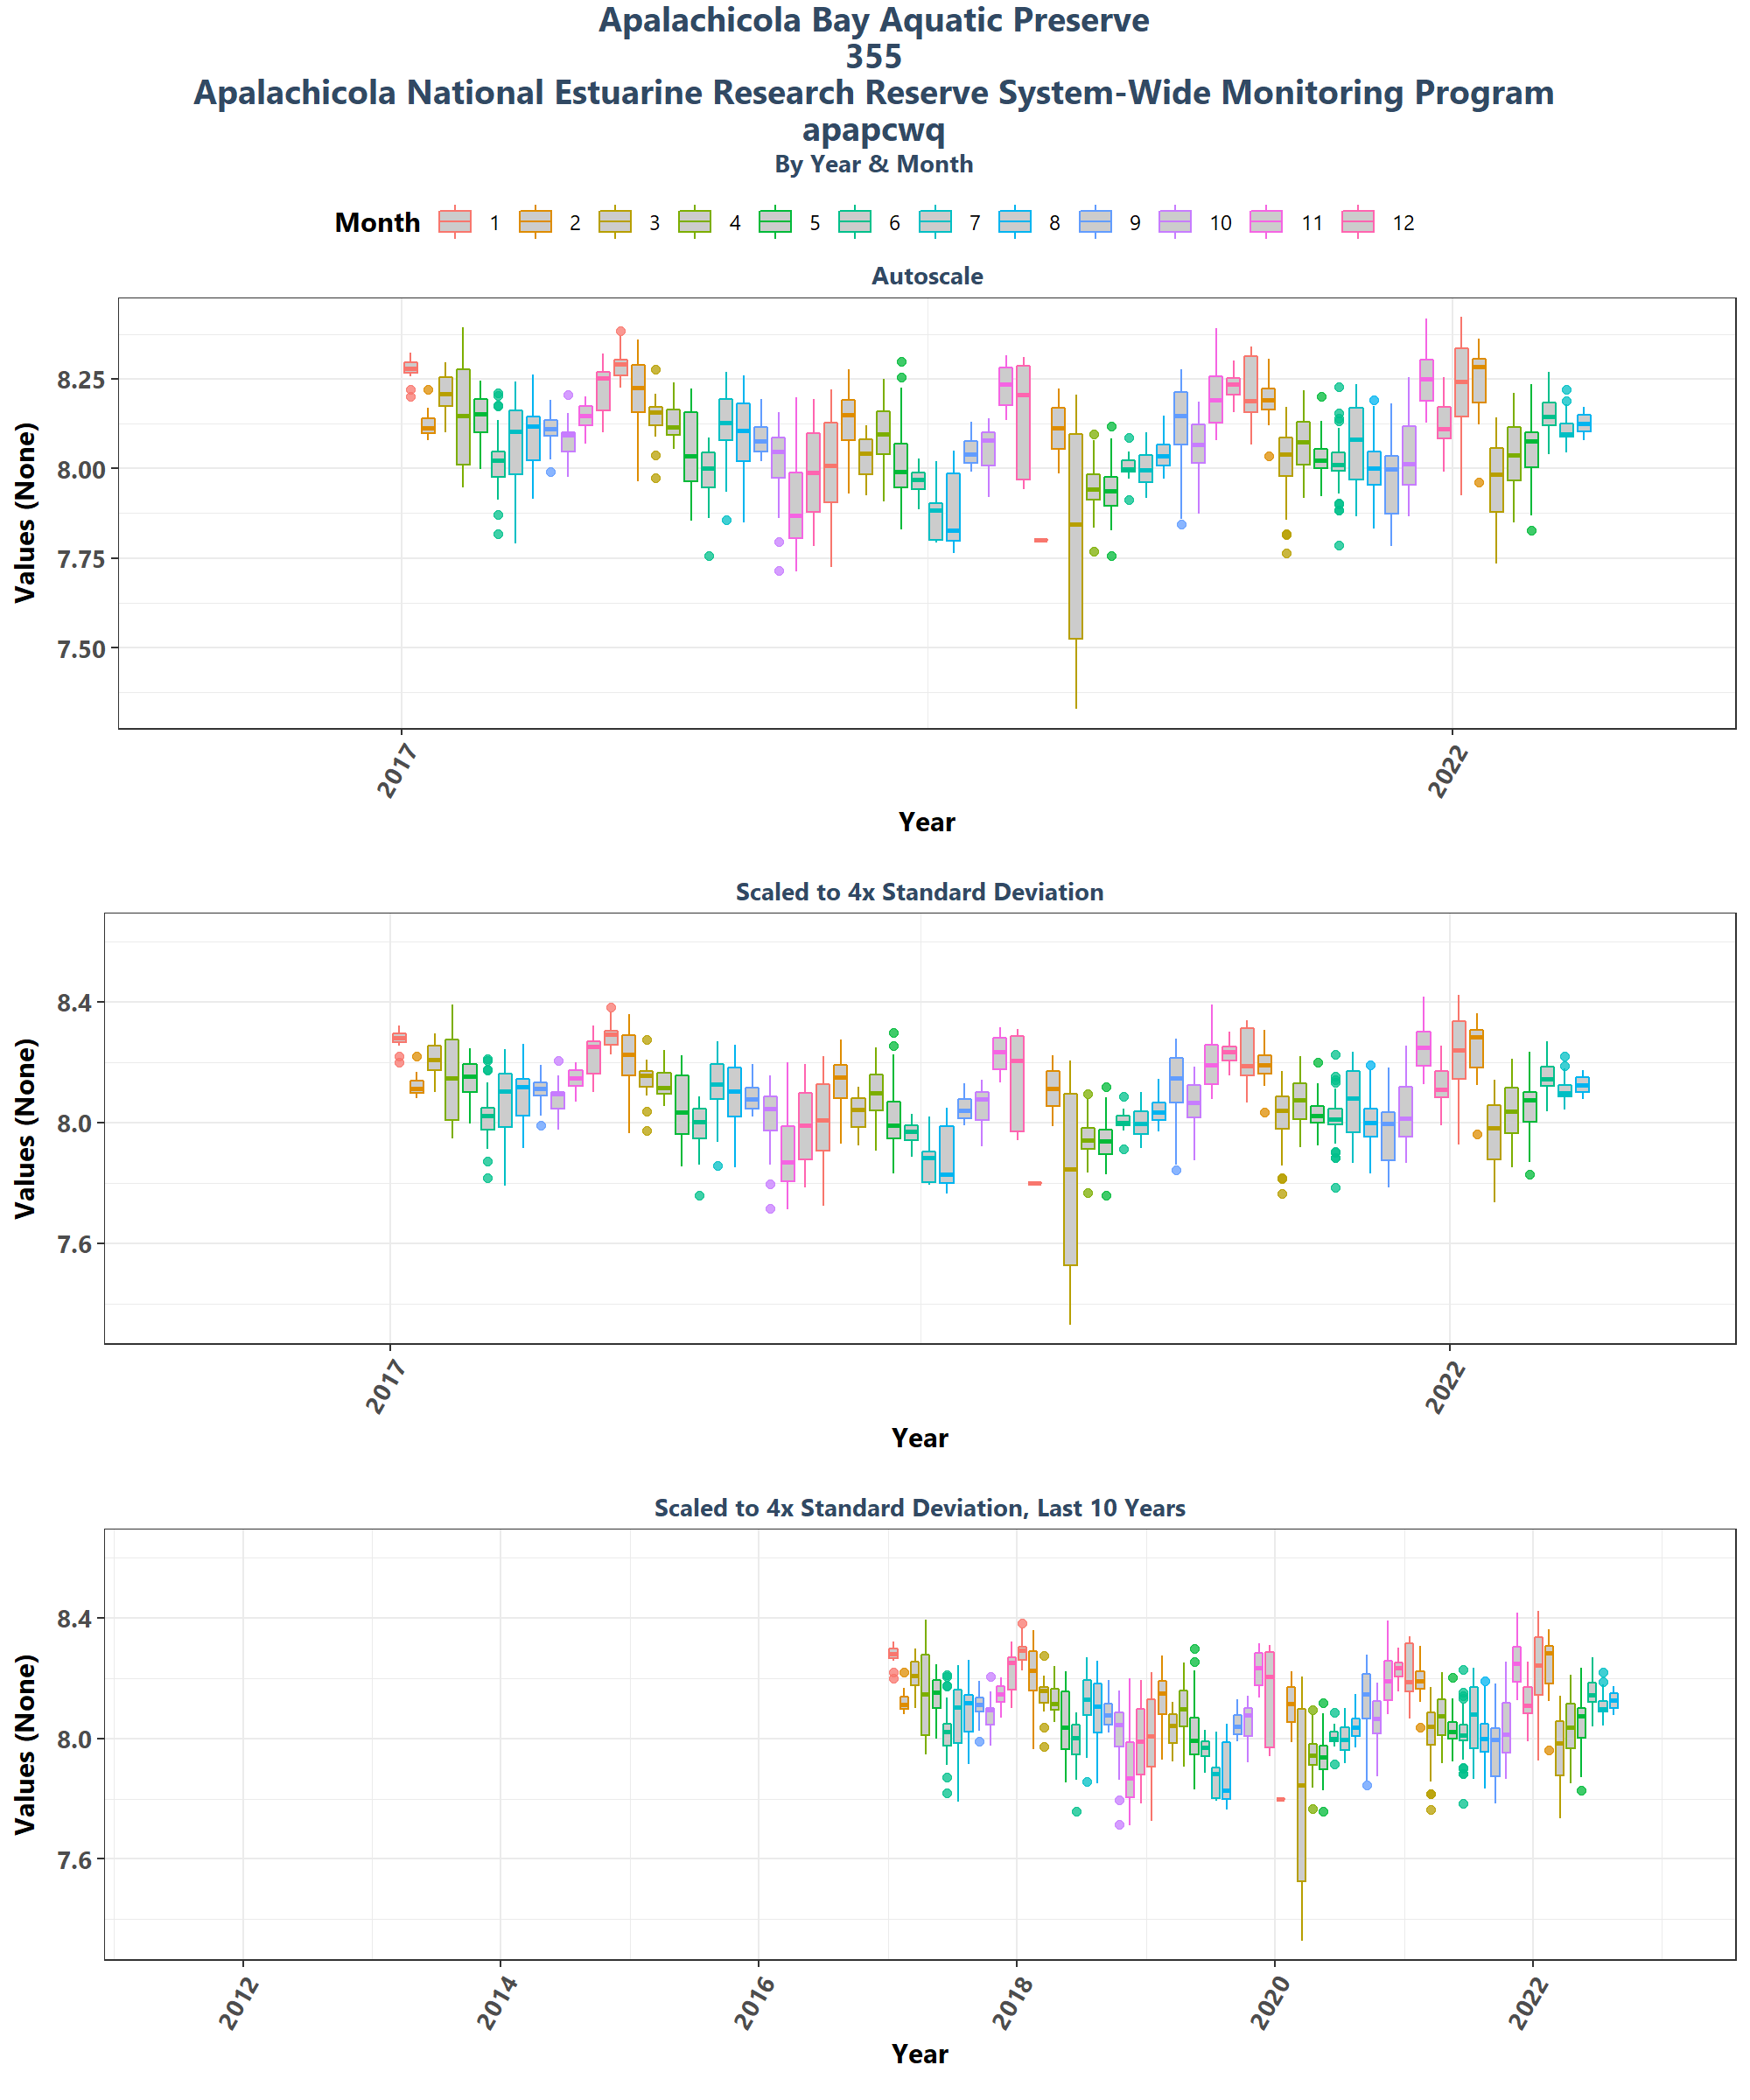 Apalachicola Bay Aquatic Preserve
355
Apalachicola National Estuarine Research Reserve System-Wide Monitoring Program
apapcwq
By Year & Month
Month 1 2 3 4 5 6 7 8 9 10 11 12
Autoscale
Values (None)
8.25
8.00
7.75
7.50
2017 2022
Year
Scaled to 4x Standard Deviation
Values (None)
8.4
8.0
7.6
2017 2022
Year
Scaled to 4x Standard Deviation, Last 10 Years
Values (None)
8.4
8.0
7.6
2012 2014 2016 2018 2020 2022
Year